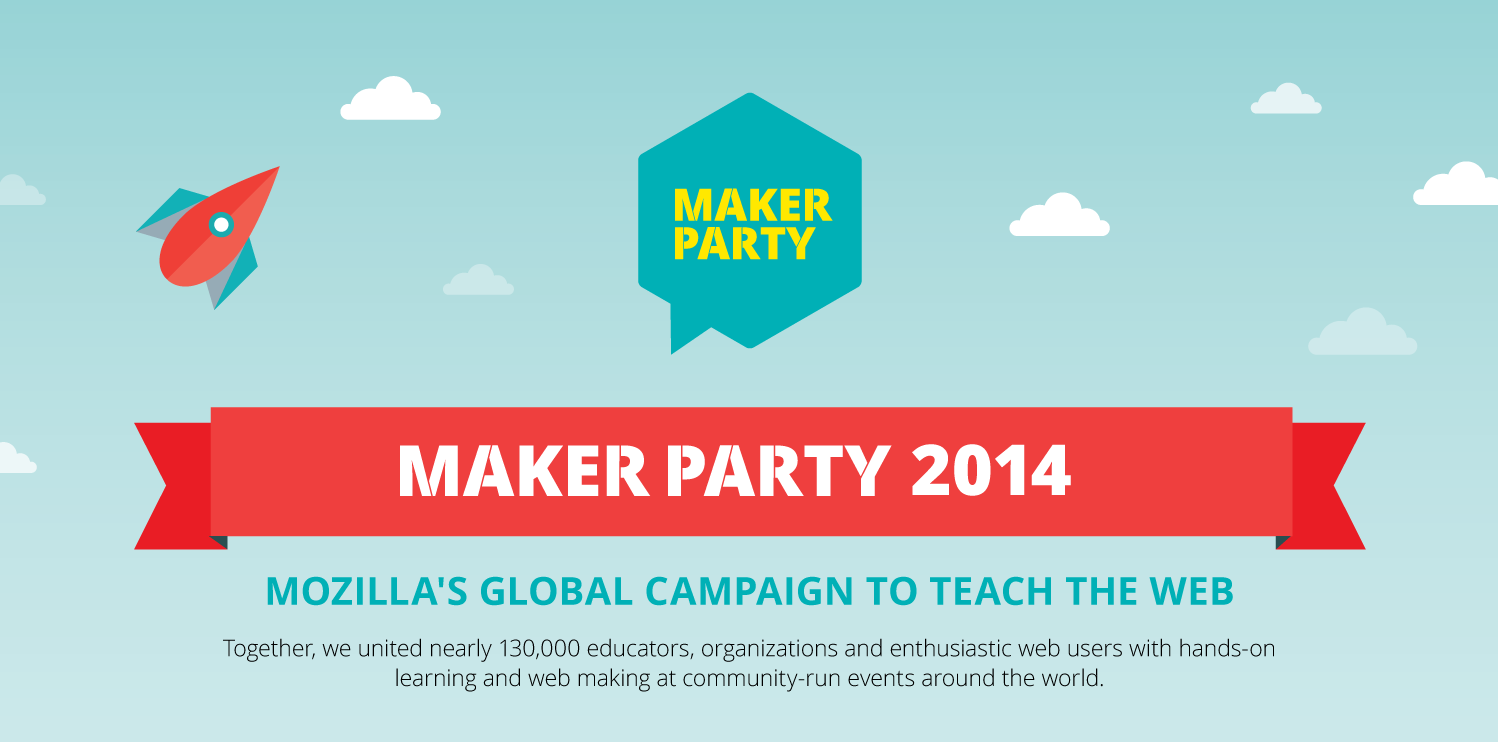 MAKER
PARTY
MAKER PARTY 2014
MOZILLA'S GLOBAL CAMPAIGN TO TEACH THE WEB
Together, we united nearly 130,000 educators, organizations and enthusiastic web users with hands-on
learning and web making at community-run events around the world.